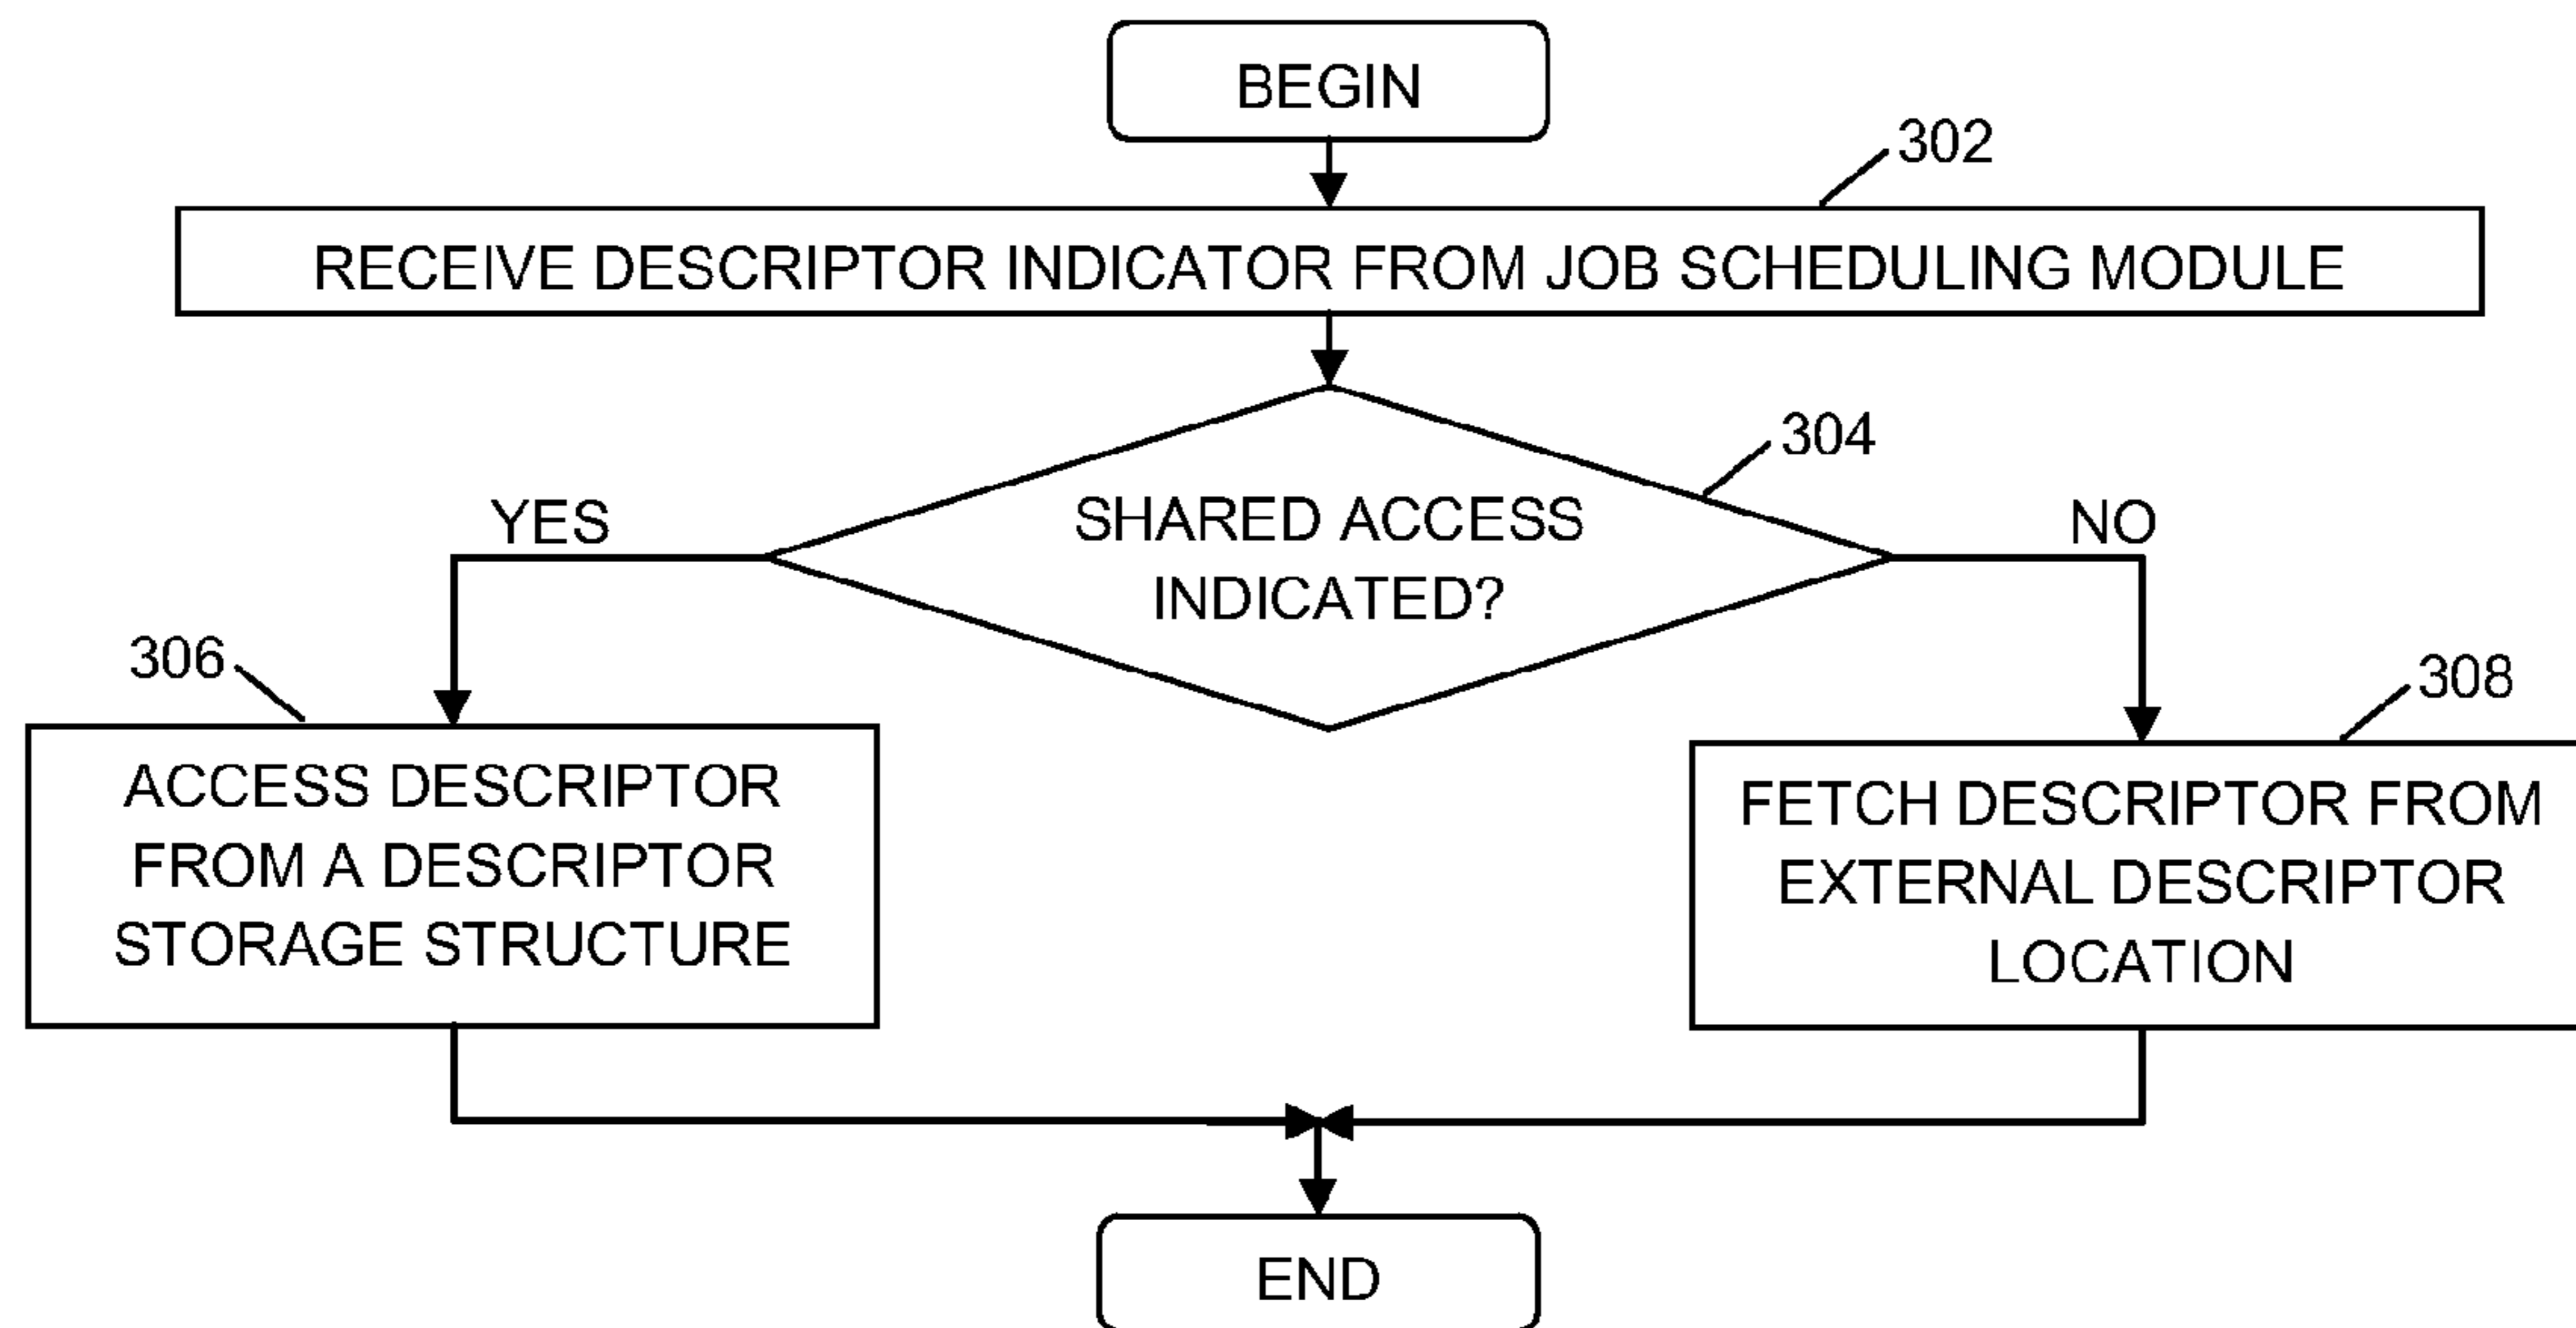 BEGIN
302
RECEIVE DESCRIPTOR INDICATOR FROM JOB SCHEDULING MODULE
304
SHARED ACCESS
INDICATED?
YES
NO
306
ACCESS DESCRIPTOR
FROM A DESCRIPTOR
STORAGE STRUCTURE
308
FETCH DESCRIPTOR FROM
EXTERNAL DESCRIPTOR
LOCATION
END